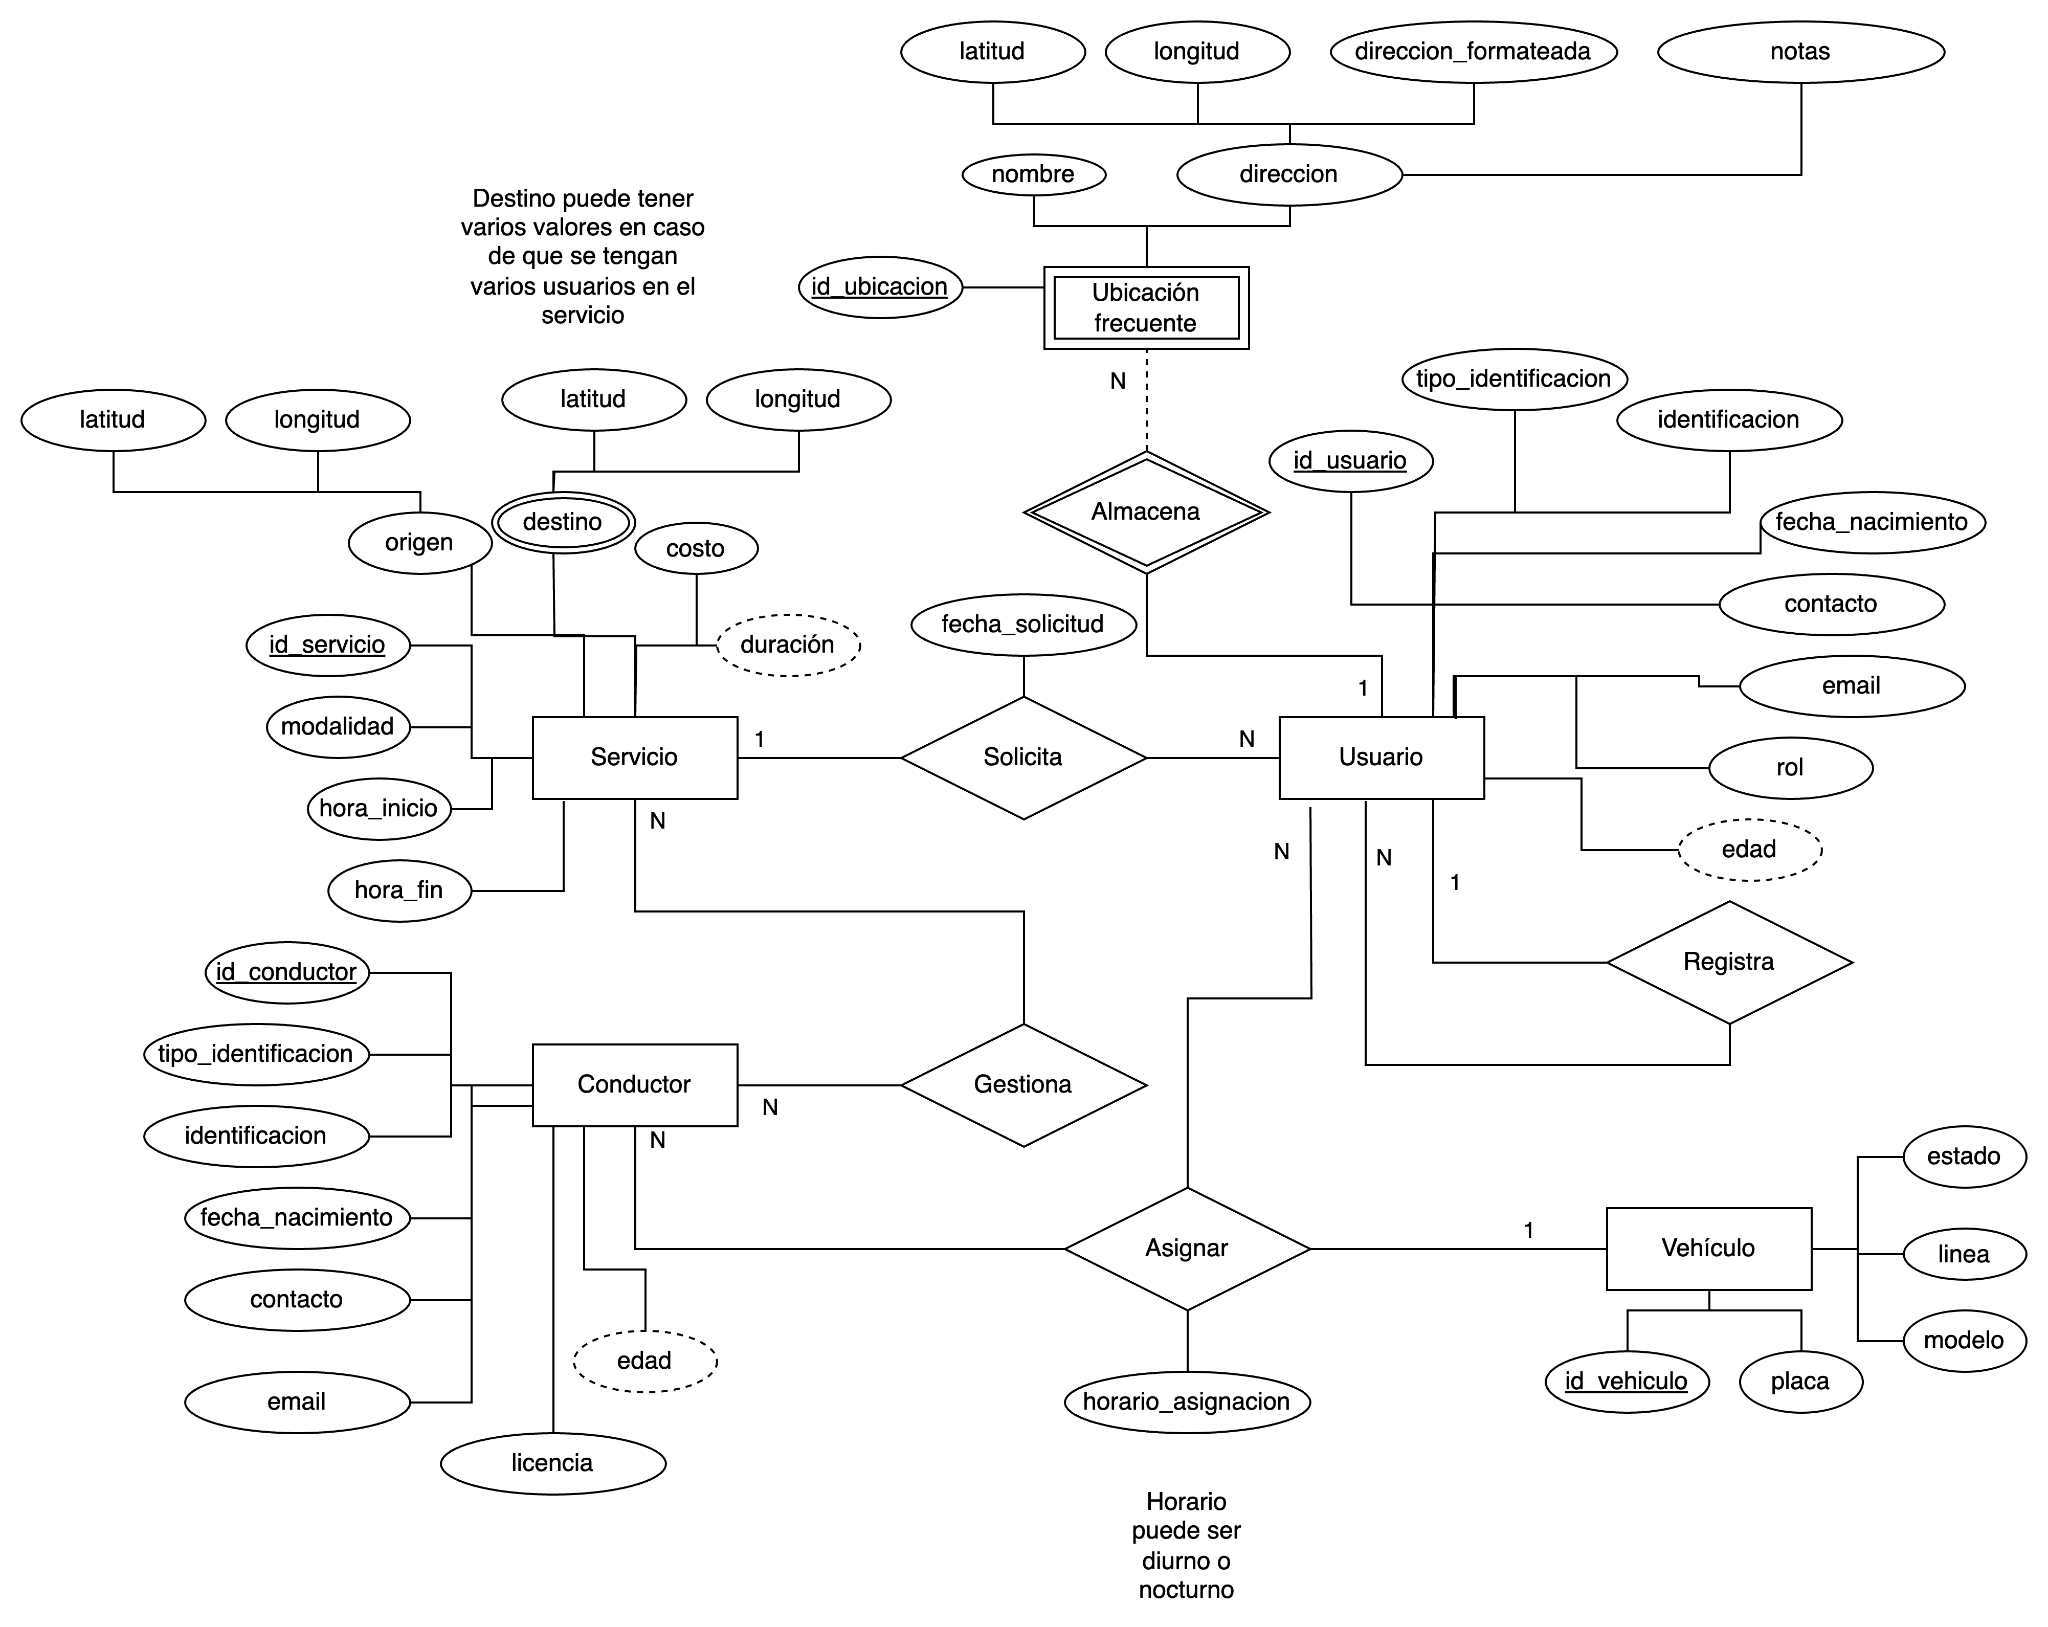 latitud
longitud
direccion_formateada
notas
nombre
direccion
Destino puede tener
varios valores en caso
de que se tengan
varios usuarios en el
servicio
id_ubicacion
Ubicación
frecuente
N
tipo_identificacion
identificacion
latitud
longitud
latitud
longitud
id_usuario
origen
destino
costo
Almacena
fecha_nacimiento
contacto
fecha_solicitud
id_servicio
duración
email
1
modalidad
Servicio
1
Solicita
N
Usuario
rol
hora_inicio
N
N
N
edad
1
hora_fin
Registra
id_conductor
tipo_identificacion
Conductor
N
Gestiona
identificacion
N
estado
fecha_nacimiento
Asignar
1
Vehículo
linea
contacto
modelo
edad
id_vehiculo
placa
email
horario_asignacion
licencia
Horario
puede ser
diurno o
nocturno